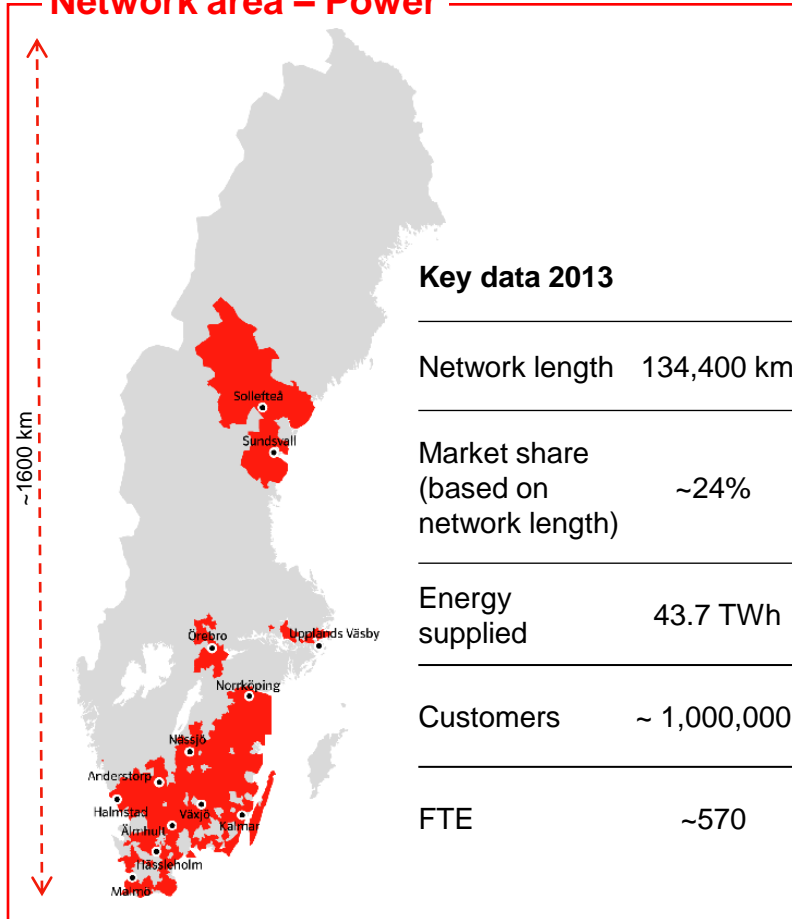 Network area – Power
~1600 km
Sollefteå
Sundsvall
Örebro
Upplands Väsby
Norrköping
Nässjö
Anderstorp
Halmstad
Växjö
Älmhult
Kalmar
Hässleholm
Malmö
Key data 2013
Network length 134,400 km
Market share
(based on ~24%
network length)
Energy
supplied 43.7 TWh
Customers ~ 1,000,000
FTE ~570